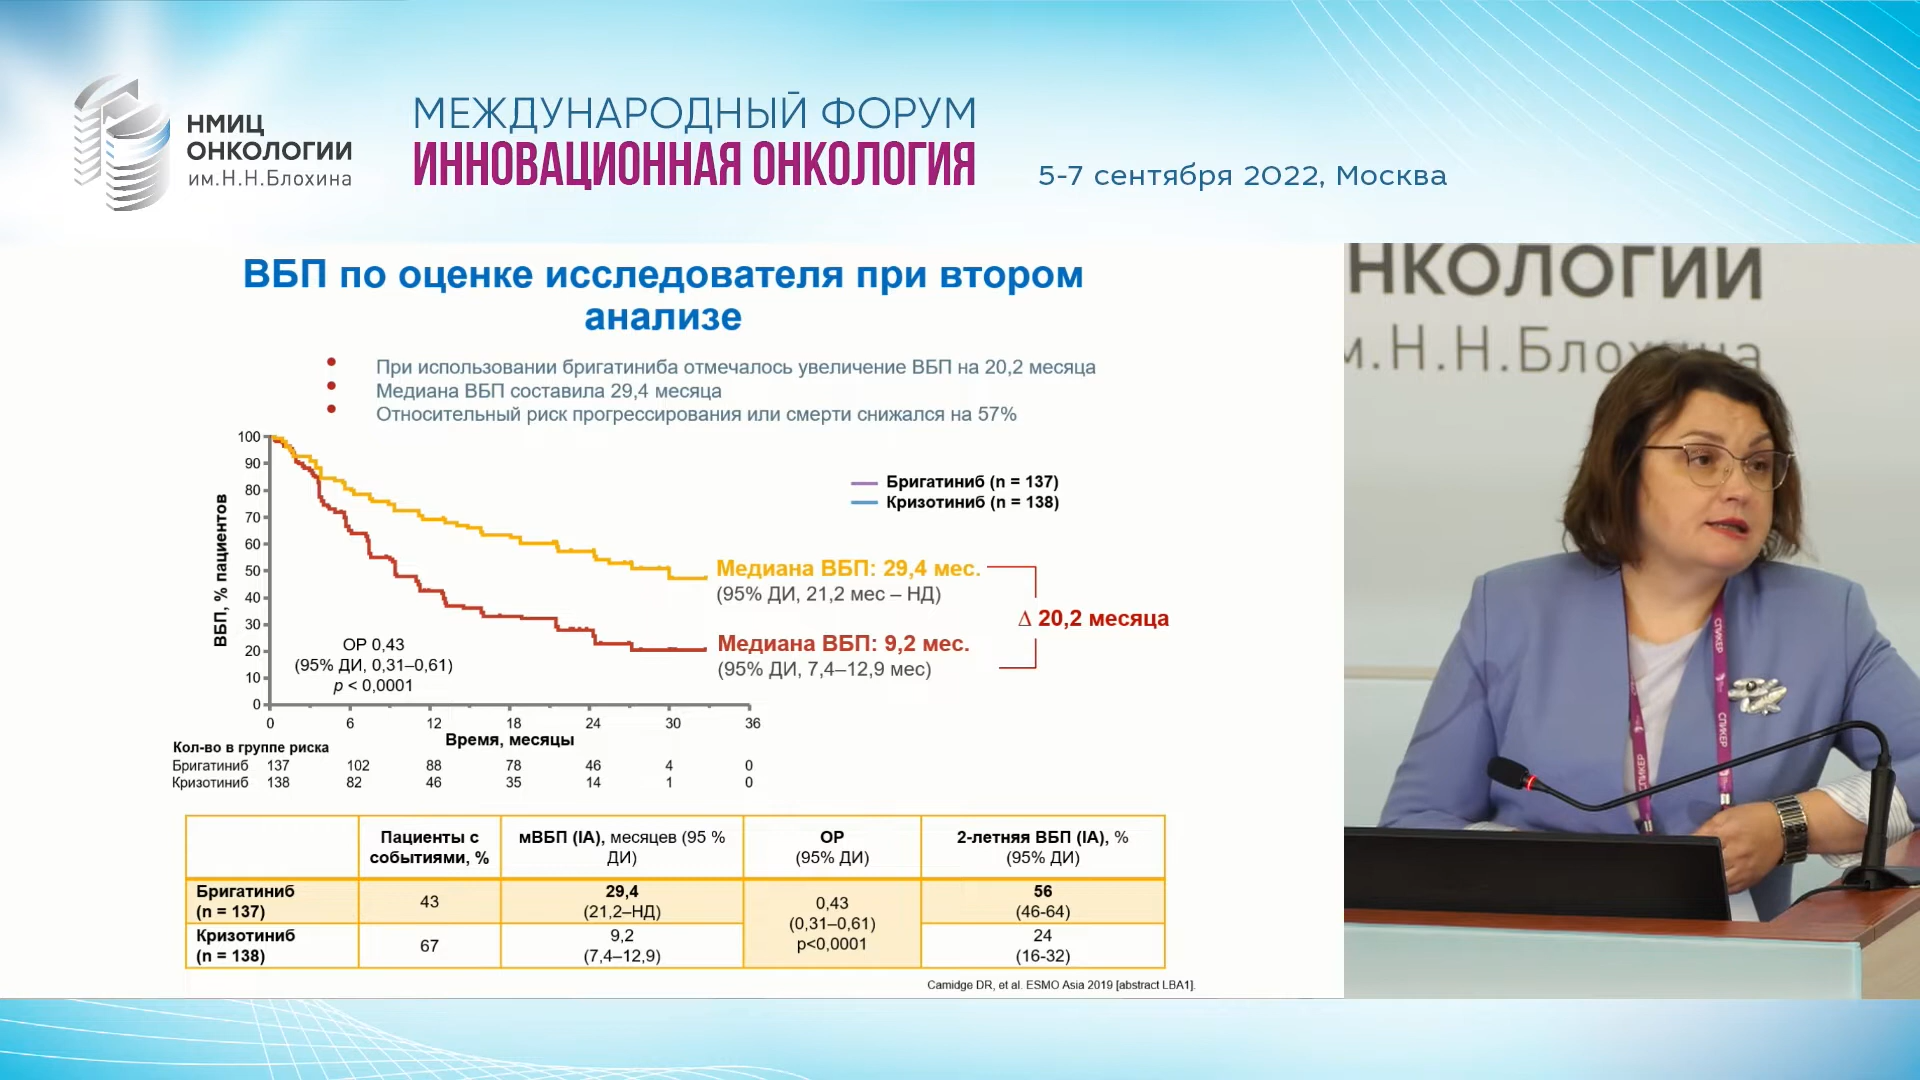 НМИЦ
ОНКОЛОГИИ
им.Н.Н.Блохина
МЕЖДУНАРОДНЫЙ ФОРУМ
ИННОВАЦИОННАЯ ОНКОЛОГИЯ
5-7 сентября 2022, Москва
ВБП по оценке исследователя при втором
анализе
При использовании бригатиниба отмечалось увеличение ВБП на 20,2 месяца
Медиана ВБП составила 29,4 месяца
Относительный риск прогрессирования или смерти снижался на 57%
ВБП, % пациентов
100
90
80
70
60
50
40
30
20
10
0
Бригатиниб (n = 137)
Кризотиниб (n = 138)
Медиана ВБП: 29,4 мес.
(95% ДИ, 21,2 мес – НД)
Δ 20,2 месяца
Медиана ВБП: 9,2 мес.
(95% ДИ, 7,4–12,9 мес)
ОР 0,43
(95% ДИ, 0,31–0,61)
p < 0,0001
0 6 12 18 24 30 36
Время, месяцы
Кол-во в группе риска
Бригатиниб 137 102 88 78 46 4 0
Кризотиниб 138 82 46 35 14 1 0
Пациенты с событиями, % мВБП (IA), месяцев (95 % ДИ) ОР (95% ДИ) 2-летняя ВБП (IA), % (95% ДИ)
Бригатиниб (n = 137) 43 29,4 (21,2–НД) 0,43 (0,31–0,61) p<0,0001 56 (46-64)
Кризотиниб (n = 138) 67 9,2 (7,4–12,9) 24 (16-32)
Camidge DR, et al. ESMO Asia 2019 [abstract LBA1].
НКОЛОГИИ
м.Н.Н.Блохина
СПИКЕР
СПИКЕР
СПИКЕР